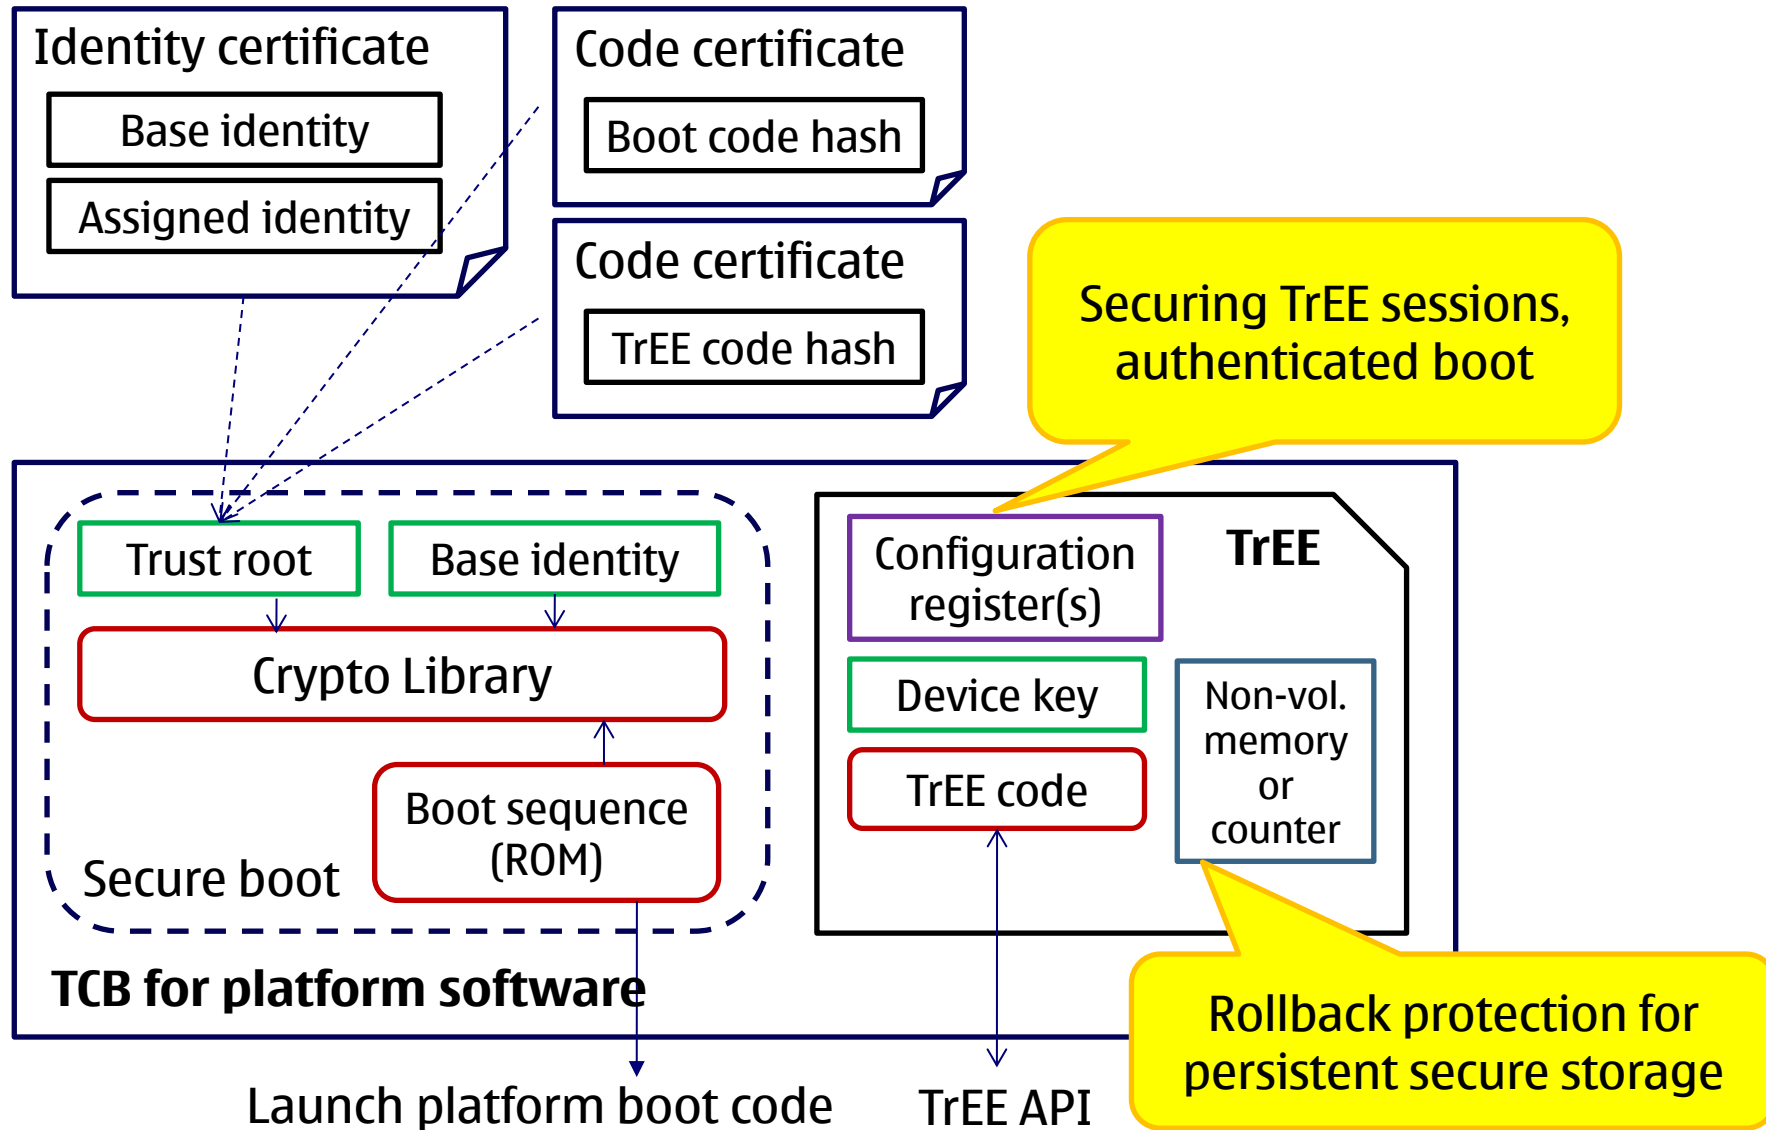 Identity certificate
Base identity
Assigned identity
Code certificate
Boot code hash
Code certificate
TrEE code hash
Securing TrEE sessions,
authenticated boot
Trust root
Base identity
Crypto Library
Boot sequence
(ROM)
Secure boot
TCB for platform software
Configuration
register(s)
TrEE
Device key
TrEE code
Non-vol.
memory
or
counter
Rollback protection for
persistent secure storage
Launch platform boot code
TrEE API